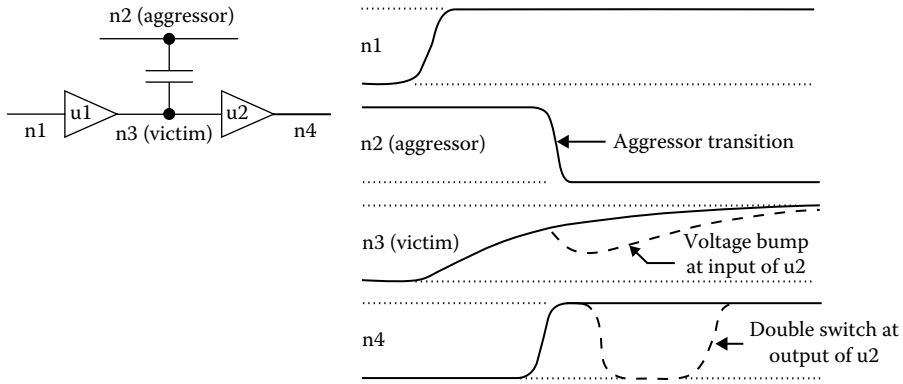 n2 (aggressor)
u1
u2
n1
n3 (victim)
n4
n1
n2 (aggressor)
Aggressor transition
n3 (victim)
Voltage bump
at input of u2
n4
Double switch at
output of u2